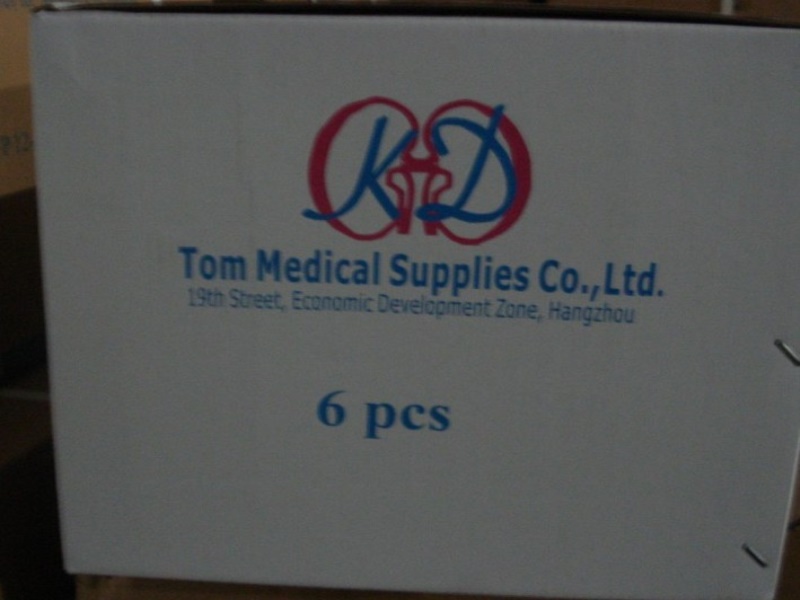 KD
Tom Medical Supplies Co.,Ltd.
19th Street, Economic Development Zone, Hangzhou
6 pcs